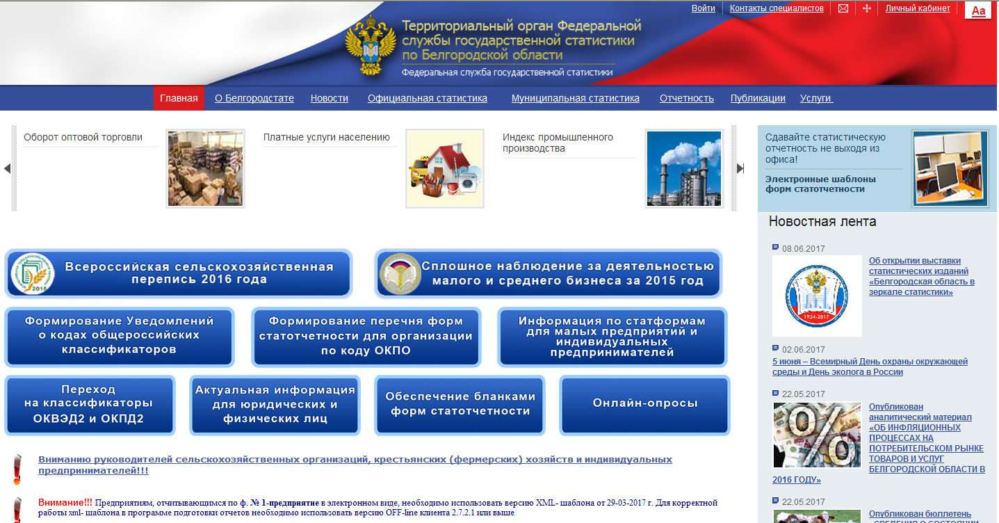 Войти
Контакты специалистов
Личный кабинет
Аа
Территориальный орган Федеральной
службы государственной статистики
по Белгородской области
Федеральная служба государственной статистики
Главная
О Белгородстате
Новости
Официальная статистика
Муниципальная статистика
Отчетность
Публикации
Услуги
Оборот оптовой торговли
Платные услуги населению
Индекс промышленного
производства
Сдавайте статистическую
отчетность не выходя из
офиса!
Электронные шаблоны
форм статотчетности
Всероссийская сельскохозяйственная
перепись 2016 года
2016
Сплошное наблюдение за деятельностью
малого и среднего бизнеса за 2015 год
Формирование Уведомлений
о кодах общероссийских
классификаторов
Формирование перечня форм
статотчетности для организации
по коду ОКПО
Информация по статформам
для малых предприятий и
индивидуальных
предпринимателей
Переход
на классификаторы
ОКВЭД2 и ОКПД2
Актуальная информация
для юридических и
физических лиц
Обеспечение бланками
форм статотчетности
Онлайн-опросы
Вниманию руководителей сельскохозяйственных организаций, крестьянских (фермерских) хозяйств и индивидуальных
предпринимателей!!!
Внимание!!! Предприятиям, отчитывающимся по ф. № 1-предприятие в электронном виде, необходимо использовать версию XML- шаблона от 29-03-2017 г. Для корректной
работы xml- шаблона в программе подготовки отчетов необходимо использовать версию OFF-line клиента 2.7.2.1 или выше
Новостная лента
08.06.2017
1954-2017
Об открытии выставки
статистических изданий
«Белгородская область в
зеркале статистики»
02.06.2017
5 июня – Всемирный День охраны окружающей
среды и День эколога в России
22.05.2017
%
Опубликован
аналитический материал
«ОБ ИНФЛЯЦИОННЫХ
ПРОЦЕССАХ НА
ПОТРЕБИТЕЛЬСКОМ РЫНКЕ
ТОВАРОВ И УСЛУГ
БЕЛГОРОДСКОЙ ОБЛАСТИ В
2016 ГОДУ»
22.05.2017
Опубликован бюллетень
«СВЕДЕНИЯ О СОСТОЯНИИ